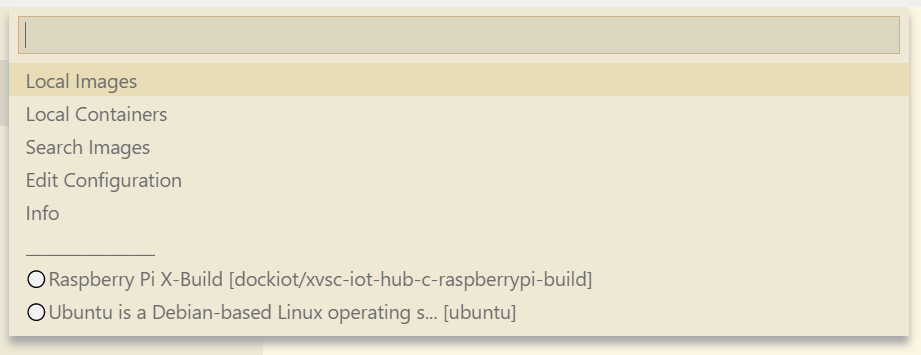 Local Images
Local Containers
Search Images
Edit Configuration
Info
______________
Raspberry Pi X-Build [dockiot/xvsc-iot-hub-c-raspberrypi-build]
Ubuntu is a Debian-based Linux operating s... [ubuntu]